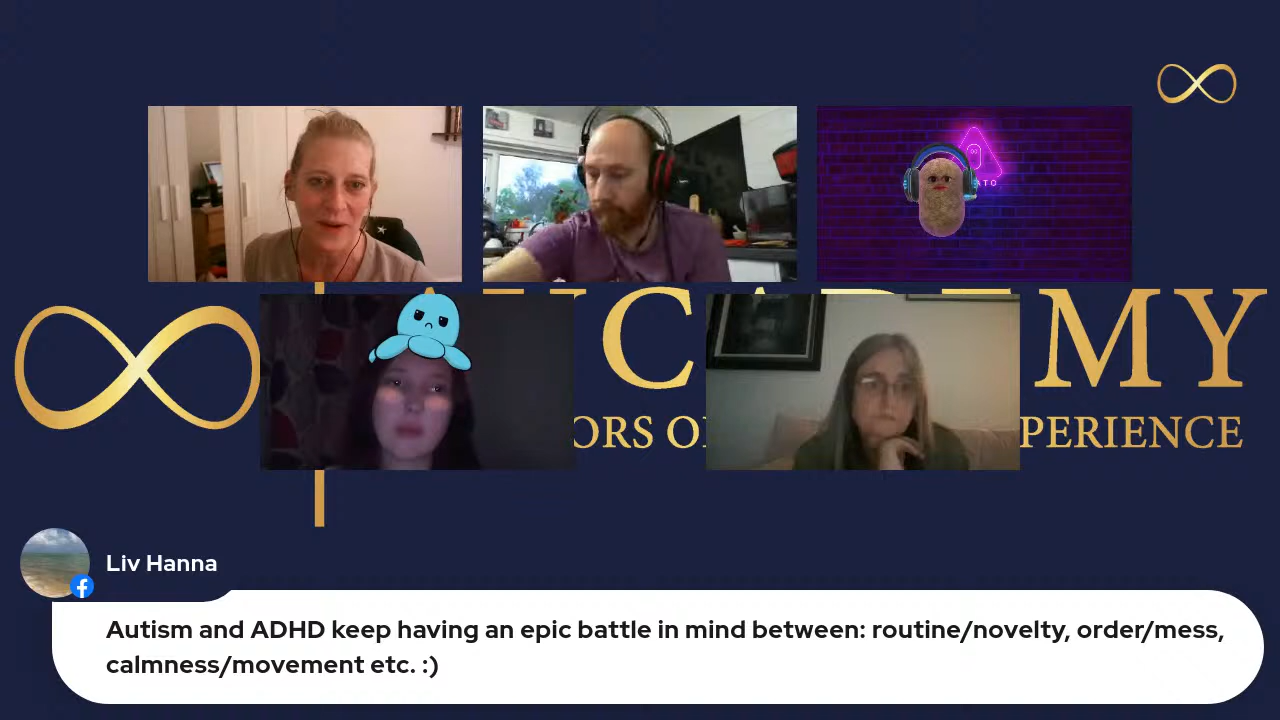 ACADEMY
ORS O
PERIENCE
Liv Hanna
Autism and ADHD keep having an epic battle in mind between: routine/novelty, order/mess,
calmness/movement etc. :)